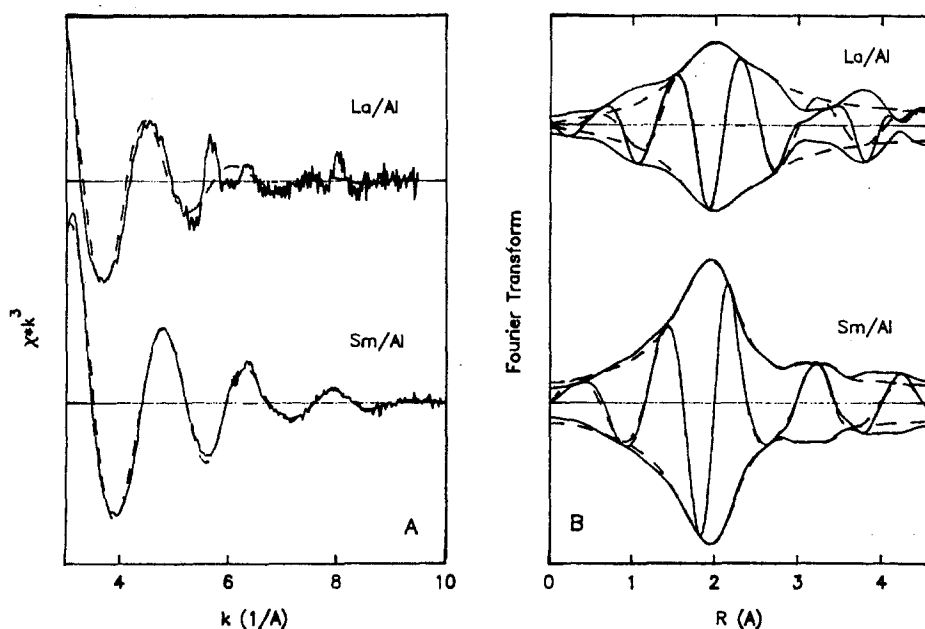 La/Al
Sm/Al
A
χ*k³
4 6 8 10
k (1/A)
La/Al
Sm/Al
B
Fourier Transform
0 1 2 3 4
R (A)